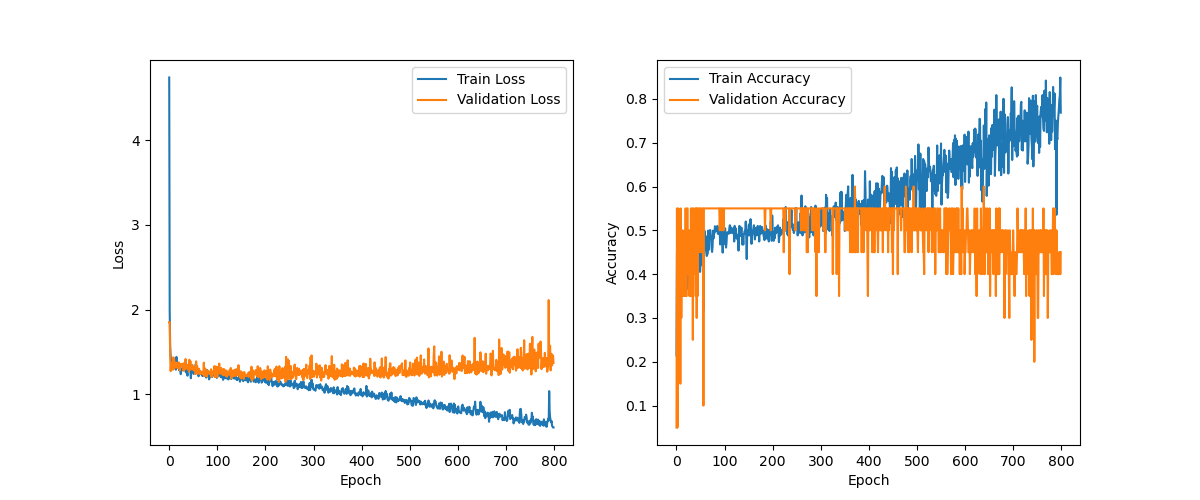 Train Loss
Validation Loss
Loss
4
3
2
1
0 100 200 300 400 500 600 700 800
Epoch
Train Accuracy
Validation Accuracy
Accuracy
0.8
0.7
0.6
0.5
0.4
0.3
0.2
0.1
0 100 200 300 400 500 600 700 800
Epoch